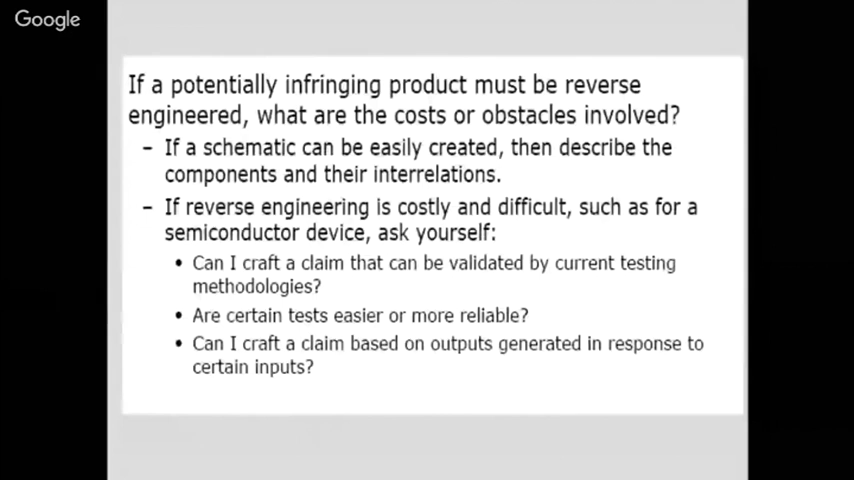 Google
If a potentially infringing product must be reverse
engineered, what are the costs or obstacles involved?
– If a schematic can be easily created, then describe the
components and their interrelations.
– If reverse engineering is costly and difficult, such as for a
semiconductor device, ask yourself:
• Can I craft a claim that can be validated by current testing
methodologies?
• Are certain tests easier or more reliable?
• Can I craft a claim based on outputs generated in response to
certain inputs?